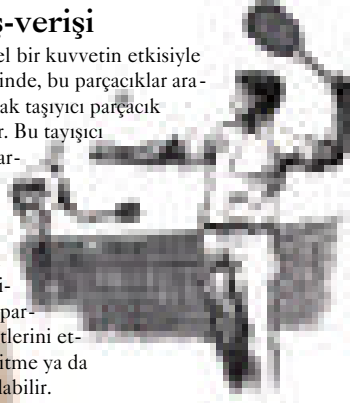 ş-verişi
el bir kuvvetin etkisiyle
inde, bu parçacıklar ara-
ak taşıyıcı parçacık
r. Bu tayışıcı
ar-
i-
par-
tlerini et-
itme ya da
labilir.